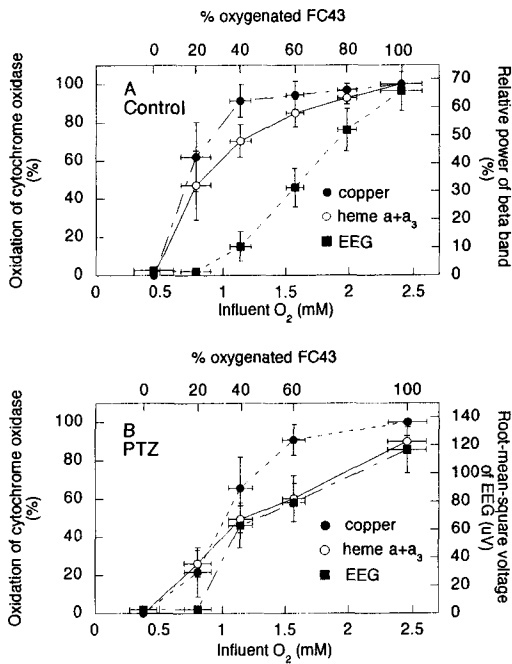 % oxygenated FC43
0 20 40 60 80 100
A
Control
Oxidation of cytochrome oxidase
(%)
100
80
60
40
20
0
Relative power of beta band
(%)
70
60
50
40
30
20
10
0
copper
heme a+a3
EEG
0 0.5 1.0 1.5 2.0 2.5
Influent O2 (mM)
% oxygenated FC43
0 20 40 60 100
B
PTZ
Oxidation of cytochrome oxidase
(%)
100
80
60
40
20
0
Root-mean-square voltage
of EEG (uV)
140
120
100
80
60
40
20
0
copper
heme a+a3
EEG
0 0.5 1.0 1.5 2.0 2.5
Influent O2 (mM)